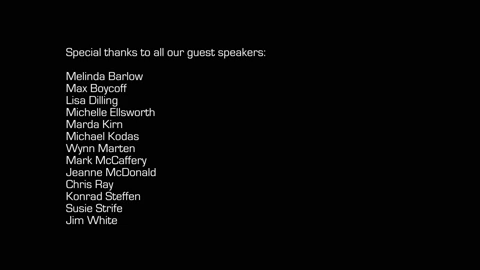 Special thanks to all our guest speakers:
Melinda Barlow
Max Boycoff
Lisa Dilling
Michelle Ellsworth
Marda Kirn
Michael Kodas
Wynn Marten
Mark McCaffery
Jeanne McDonald
Chris Ray
Konrad Steffen
Susie Strife
Jim White